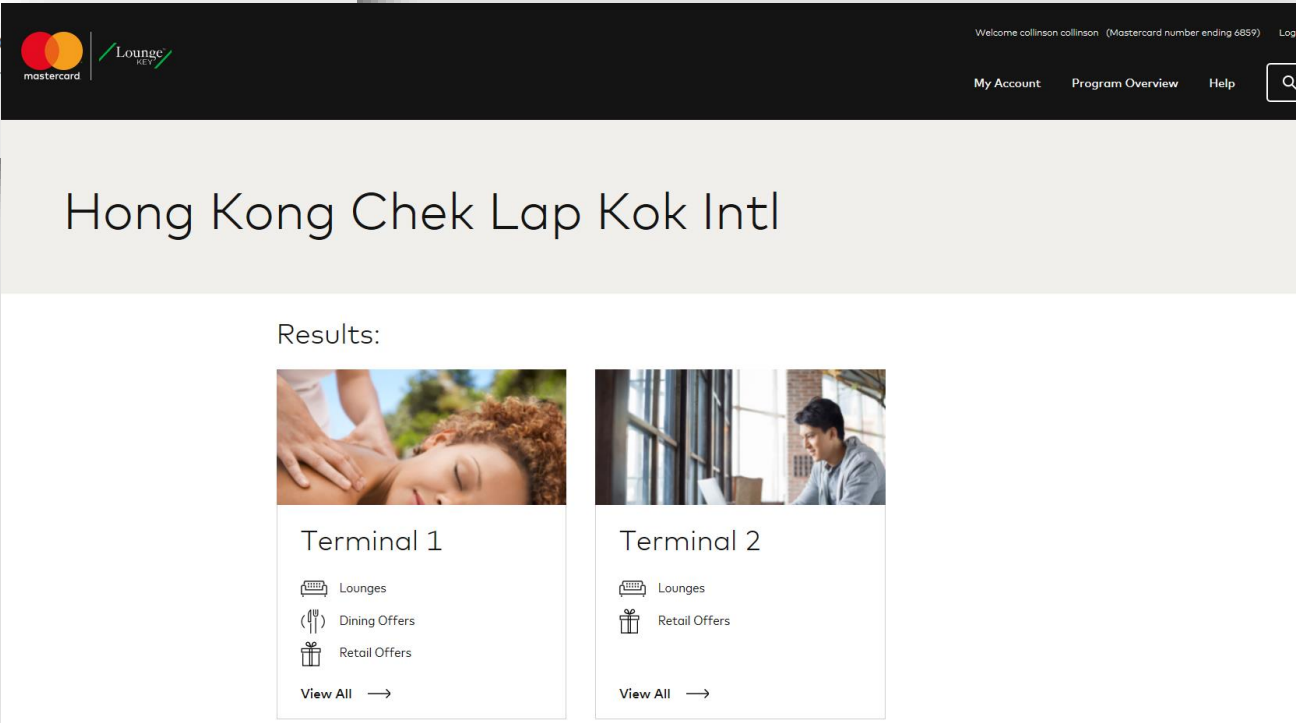 Welcome collinson collinson (Mastercard number ending 6859) Log
mastercard
Lounge
KEY
My Account Program Overview Help
Hong Kong Chek Lap Kok Intl
Results:
Terminal 1
Lounges
Dining Offers
Retail Offers
View All
Terminal 2
Lounges
Retail Offers
View All